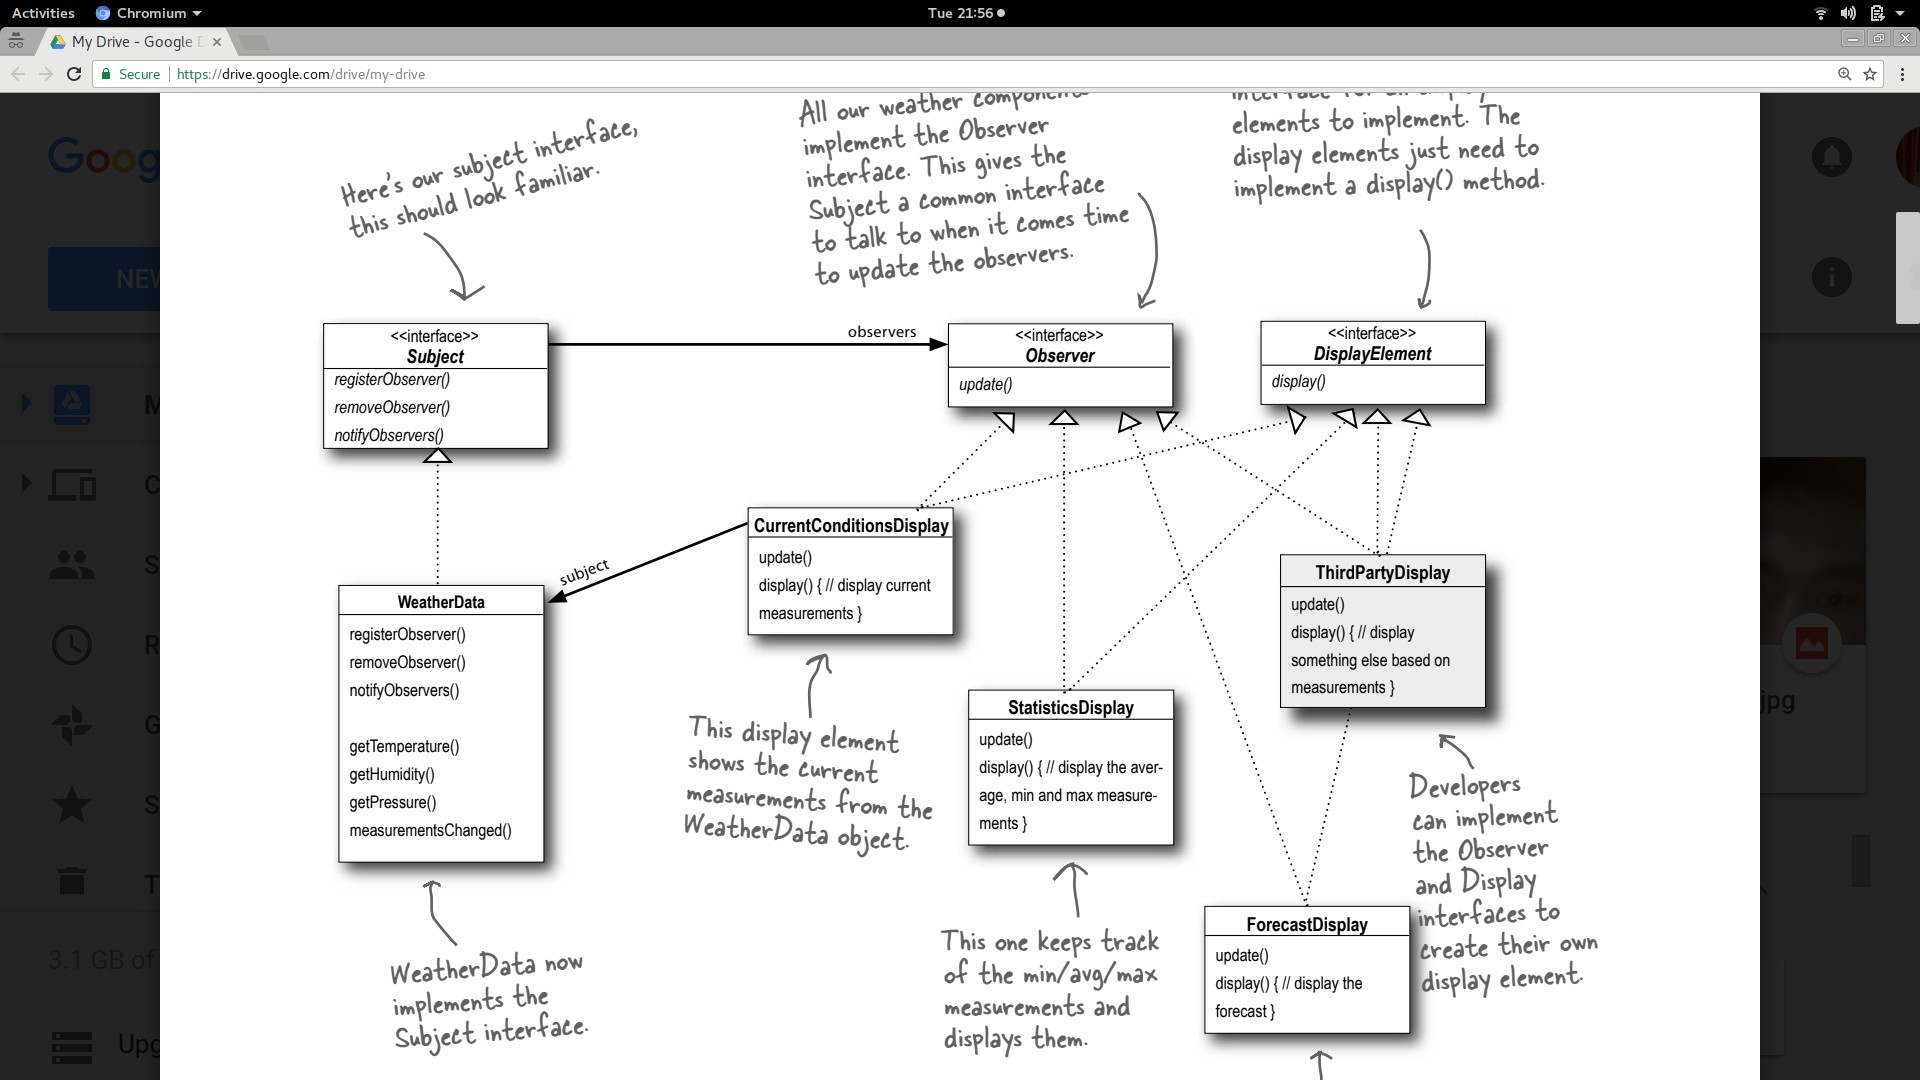 Activities
Chromium
Tue 21:56
My Drive - Google D
Secure
https://drive.google.com/drive/my-drive
Goog
NEW
M
C
S
R
G
S
T
3.1 GB of
Upg
jpg
Here's our subject interface,
this should look familiar.
All our weather components
implement the Observer
interface. This gives the
Subject a common interface
to talk to when it comes time
to update the observers.
elements to implement. The
display elements just need to
implement a display() method.
<<interface>>
Subject
registerObserver()
removeObserver()
notifyObservers()
observers
<<interface>>
Observer
update()
<<interface>>
DisplayElement
display()
subject
WeatherData
registerObserver()
removeObserver()
notifyObservers()
getTemperature()
getHumidity()
getPressure()
measurementsChanged()
WeatherData now
implements the
Subject interface.
CurrentConditionsDisplay
update()
display() { // display current
measurements }
This display element
shows the current
measurements from the
WeatherData object.
StatisticsDisplay
update()
display() { // display the aver-
age, min and max measure-
ments }
This one keeps track
of the min/avg/max
measurements and
displays them.
ThirdPartyDisplay
update()
display() { // display
something else based on
measurements }
Developers
can implement
the Observer
and Display
interfaces to
create their own
display element.
ForecastDisplay
update()
display() { // display the
forecast }